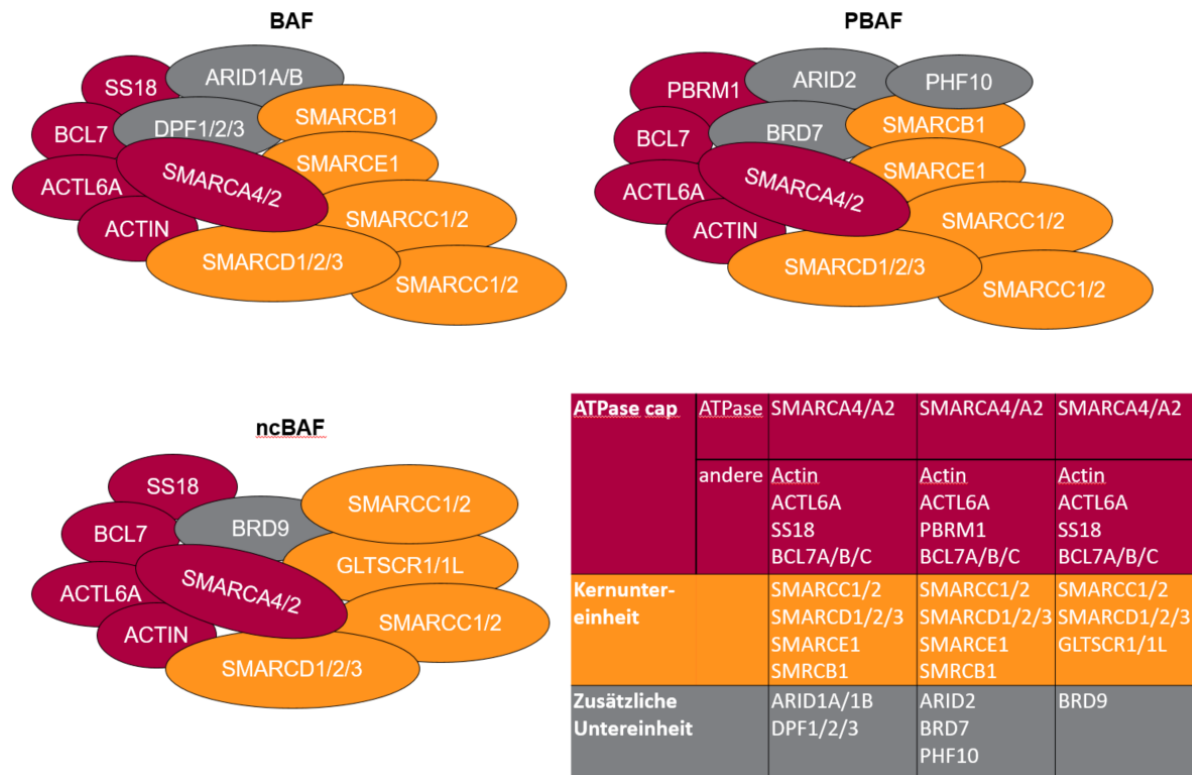 BAF
SS18
ARID1A/B
BCL7
DPF1/2/3
SMARCB1
SMARCE1
ACTL6A
SMARCA4/2
ACTIN
SMARCC1/2
SMARCD1/2/3
SMARCC1/2
PBAF
PBRM1
ARID2
PHF10
BCL7
BRD7
SMARCB1
SMARCE1
ACTL6A
SMARCA4/2
ACTIN
SMARCC1/2
SMARCD1/2/3
SMARCC1/2
ncBAF
SS18
BRD9
SMARCC1/2
BCL7
GLTSCR1/1L
ACTL6A
SMARCA4/2
ACTIN
SMARCC1/2
SMARCD1/2/3
ATPase cap ATPase SMARCA4/A2 SMARCA4/A2 SMARCA4/A2
andere Actin Actin Actin
ACTL6A ACTL6A ACTL6A
SS18 PBRM1 SS18
BCL7A/B/C BCL7A/B/C BCL7A/B/C
Kernunter- SMARCC1/2 SMARCC1/2 SMARCC1/2
einheit SMARCD1/2/3 SMARCD1/2/3 SMARCD1/2/3
SMARCE1 SMARCE1 GLTSCR1/1L
SMRCB1 SMRCB1
Zusätzliche ARID1A/1B ARID2 BRD9
Untereinheit DPF1/2/3 BRD7
PHF10